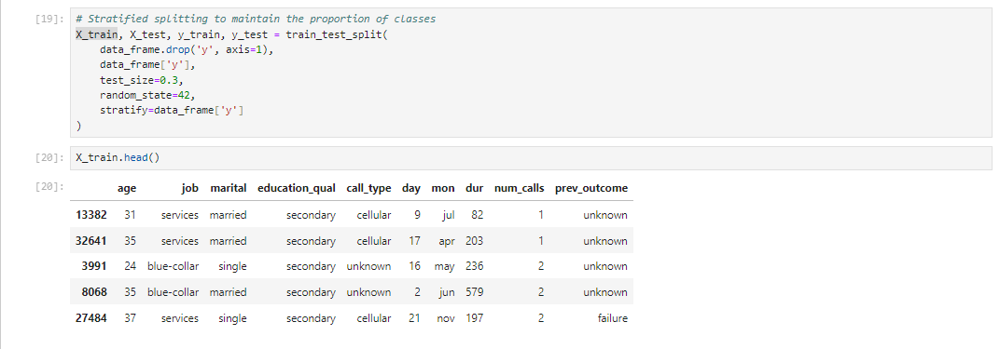 [19]: # Stratified splitting to maintain the proportion of classes
X_train, X_test, y_train, y_test = train_test_split(
    data_frame.drop('y', axis=1),
    data_frame['y'],
    test_size=0.3,
    random_state=42,
    stratify=data_frame['y']
)
[20]: X_train.head()
[20]: age job marital education_qual call_type day mon dur num_calls prev_outcome
13382 31 services married secondary cellular 9 jul 82 1 unknown
32641 35 services married secondary cellular 17 apr 203 1 unknown
3991 24 blue-collar single secondary unknown 16 may 236 2 unknown
8068 35 blue-collar married secondary unknown 2 jun 579 2 unknown
27484 37 services single secondary cellular 21 nov 197 2 failure